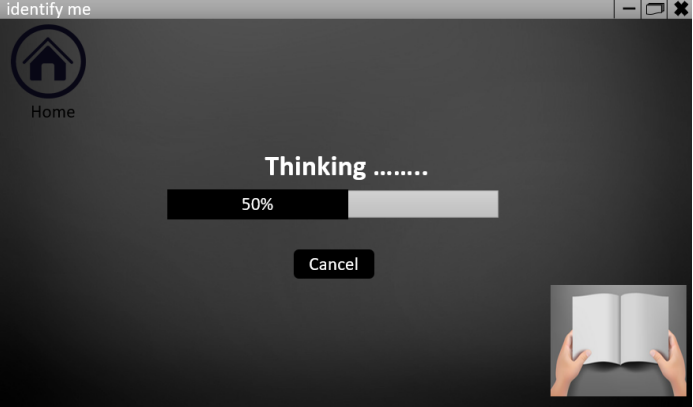 identify me
Home
Thinking ........
50%
Cancel